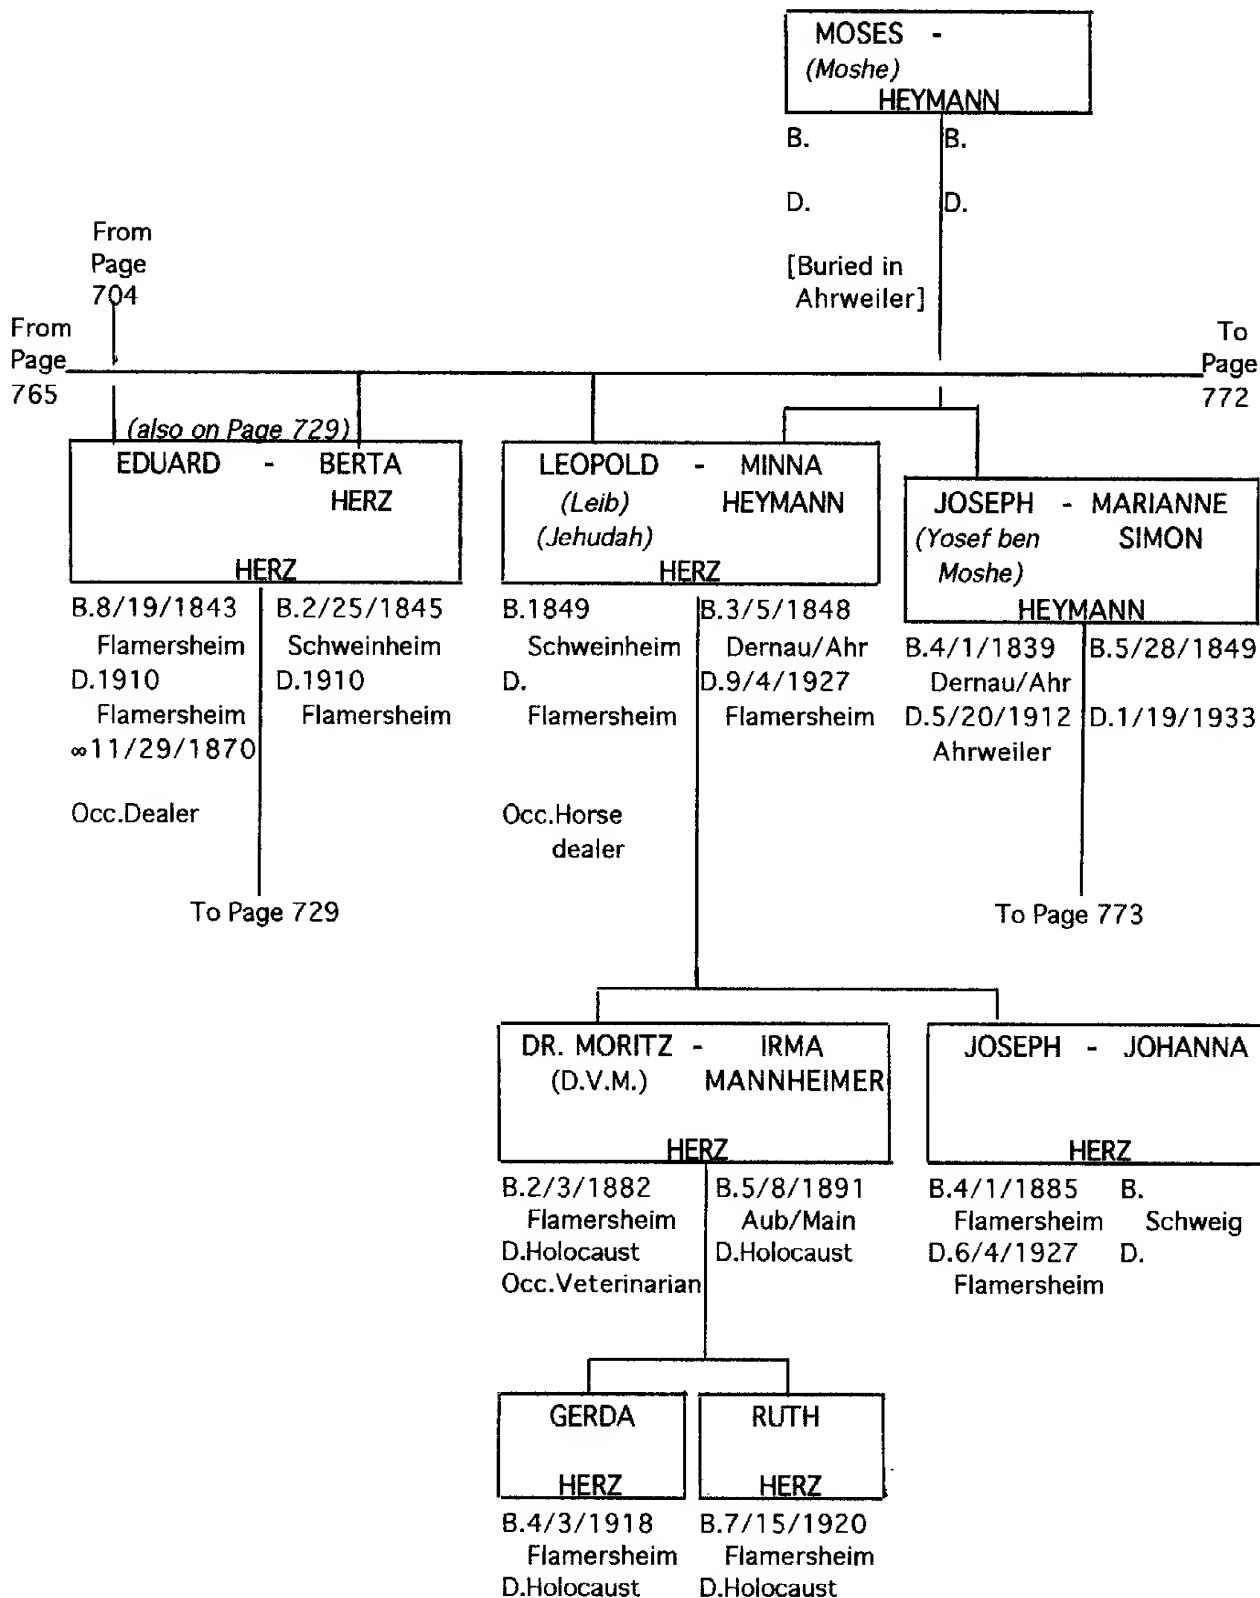 MOSES -
(Moshe)
HEYMANN
B. B.
D. D.
[Buried in
Ahrweiler]
From
Page
704
From
Page
765
To
Page
772
(also on Page 729)
EDUARD - BERTA
HERZ
HERZ
B.8/19/1843 B.2/25/1845
Flamersheim Schweinheim
D.1910 D.1910
Flamersheim Flamersheim
∞11/29/1870
Occ.Dealer
To Page 729
LEOPOLD - MINNA
(Leib) HEYMANN
(Jehudah)
HERZ
B.1849 B.3/5/1848
Schweinheim Dernau/Ahr
D. D.9/4/1927
Flamersheim Flamersheim
Occ.Horse
dealer
JOSEPH - MARIANNE
(Yosef ben SIMON
Moshe)
HEYMANN
B.4/1/1839 B.5/28/1849
Dernau/Ahr
D.5/20/1912 D.1/19/1933
Ahrweiler
To Page 773
DR. MORITZ - IRMA
(D.V.M.) MANNHEIMER
HERZ
B.2/3/1882 B.5/8/1891
Flamersheim Aub/Main
D.Holocaust D.Holocaust
Occ.Veterinarian
JOSEPH - JOHANNA
HERZ
B.4/1/1885 B.
Flamersheim Schweig
D.6/4/1927 D.
Flamersheim
GERDA
HERZ
B.4/3/1918
Flamersheim
D.Holocaust
RUTH
HERZ
B.7/15/1920
Flamersheim
D.Holocaust